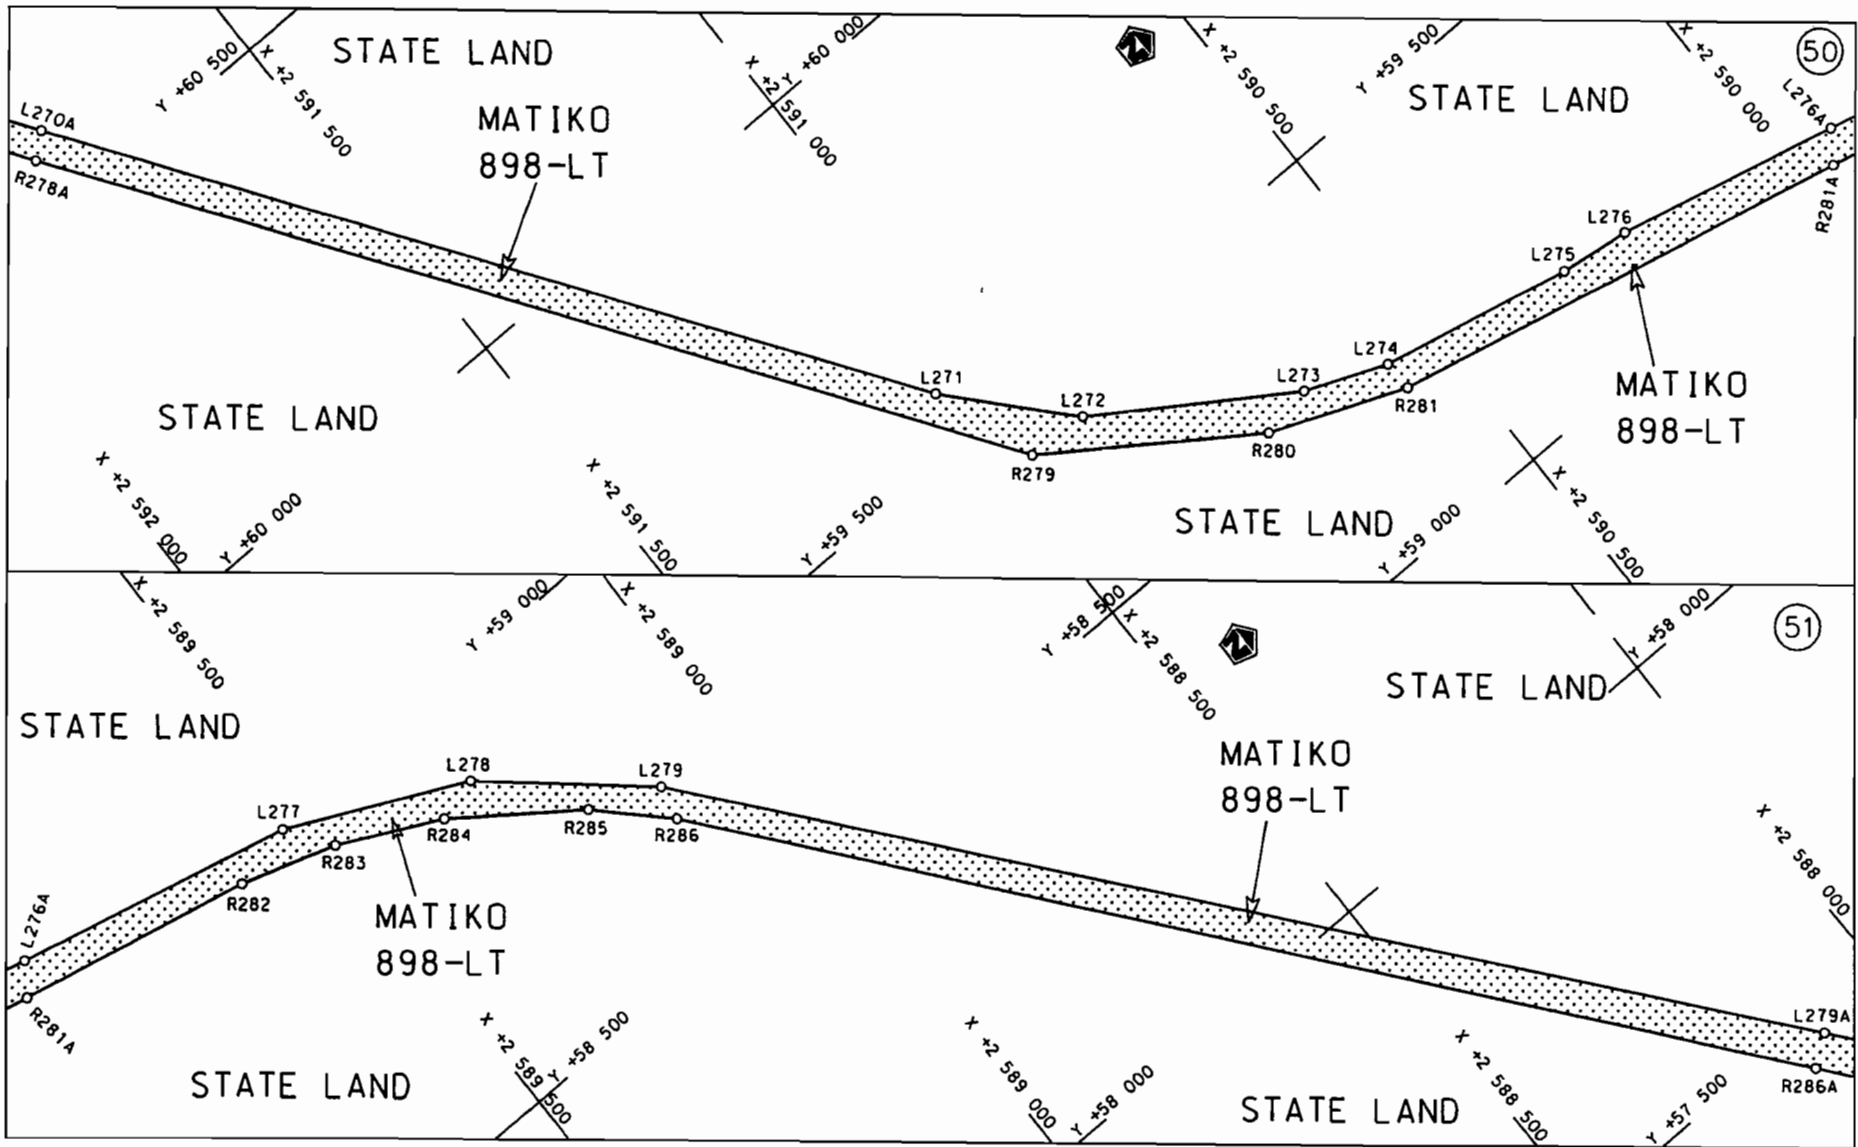 50
STATE LAND
Y +60 500
X +2 591 500
X +2 591 000
Y +60 000
X +2 590 500
Y +59 500
STATE LAND
X +2 590 000
L276A
L270A
R278A
MATIKO
898-LT
R281A
L276
L275
L274
L273
L272
L271
R281
R280
R279
MATIKO
898-LT
STATE LAND
X +2 592 000
Y +60 000
X +2 591 500
Y +59 500
STATE LAND
Y +59 000
X +2 590 500
51
X +2 589 500
Y +59 000
X +2 589 000
Y +58 500
X +2 588 500
Y +58 000
STATE LAND
STATE LAND
L278
L279
L277
R284
R285
R286
R283
R282
MATIKO
898-LT
X +2 588 000
L276A
R281A
MATIKO
898-LT
L279A
R286A
STATE LAND
X +2 589 500
Y +58 500
X +2 589 000
Y +58 000
STATE LAND
X +2 588 500
Y +57 500